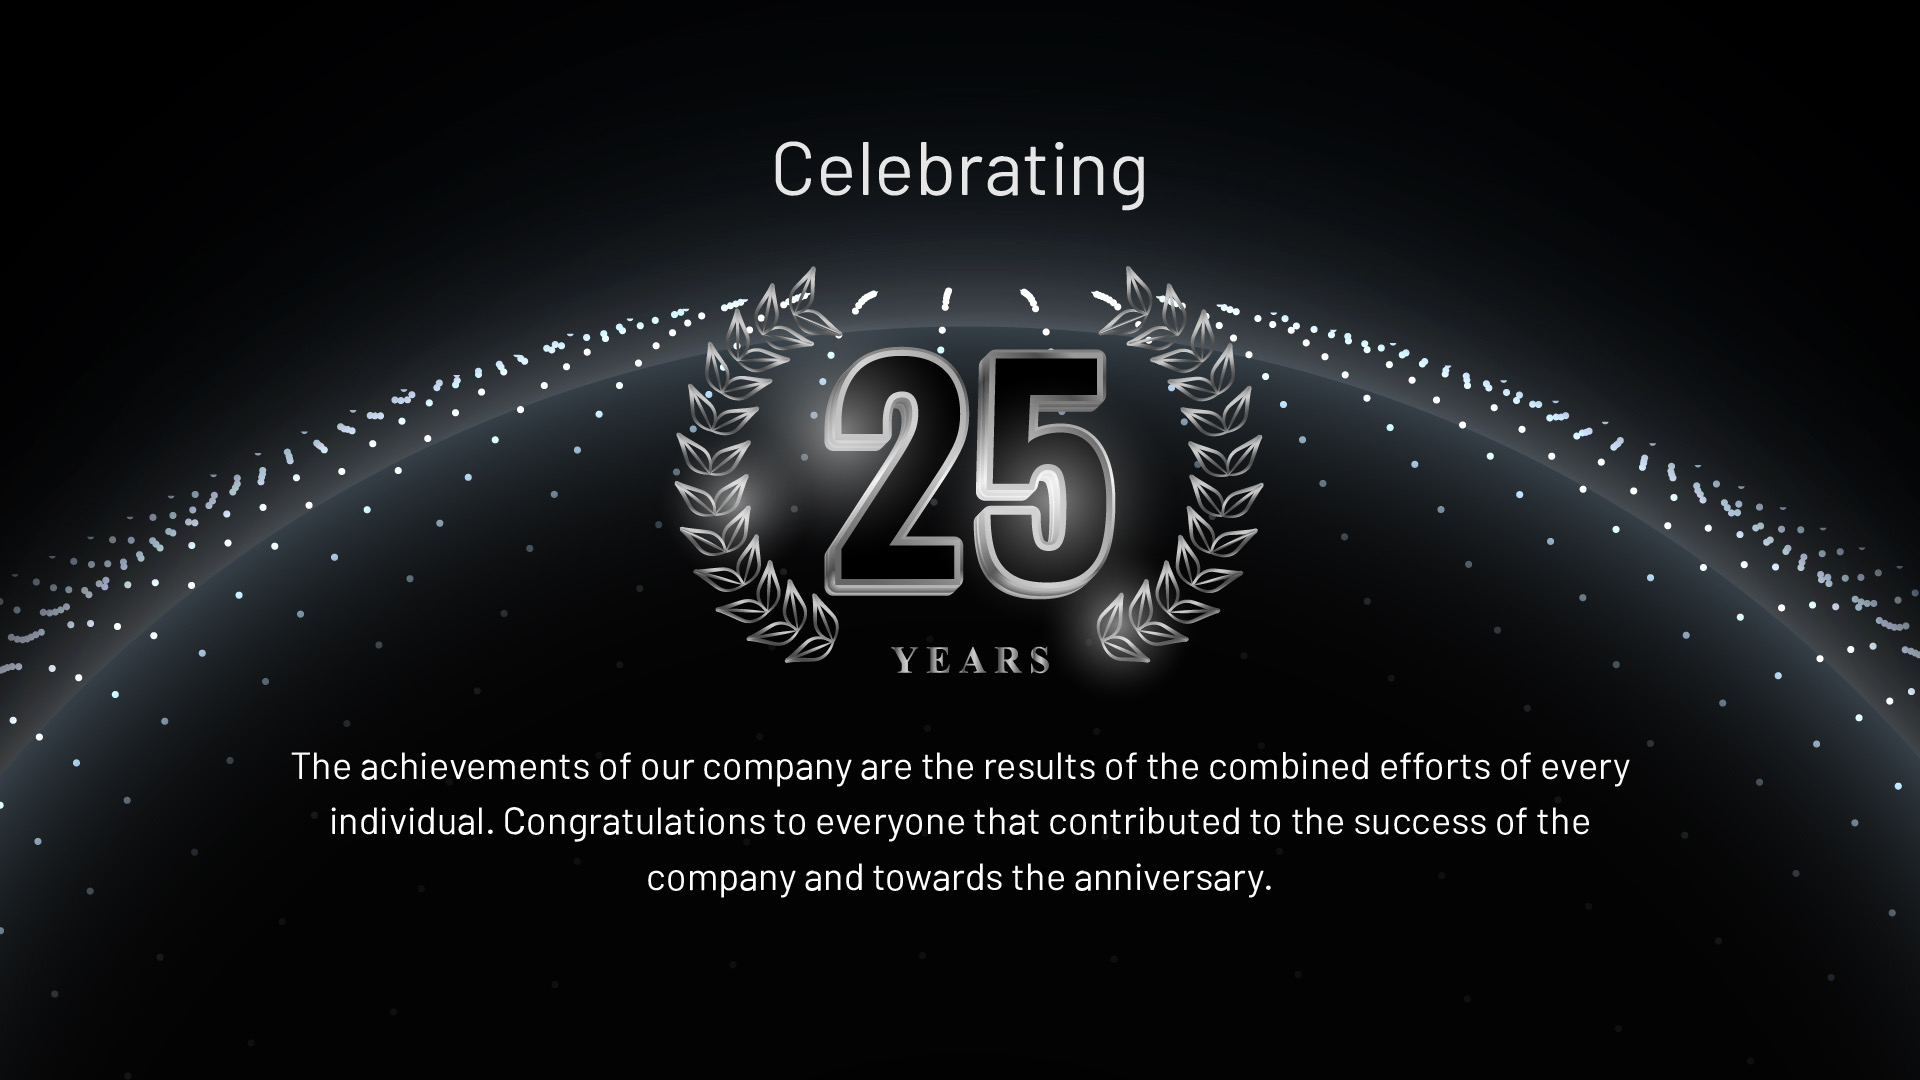 Celebrating
25
YEARS
The achievements of our company are the results of the combined efforts of every
individual. Congratulations to everyone that contributed to the success of the
company and towards the anniversary.